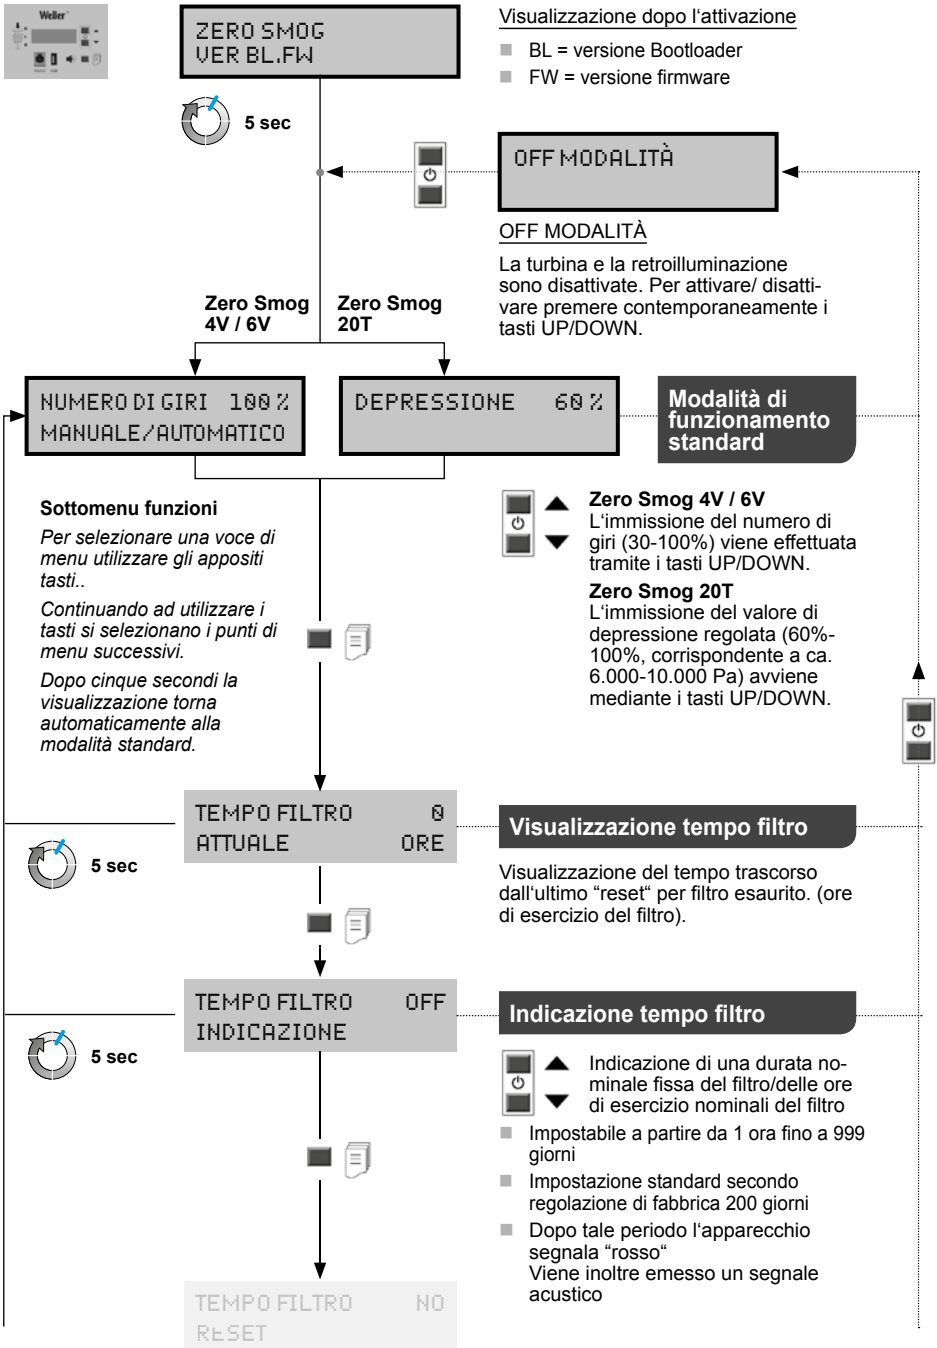 Weller
ZERO SMOG
VER BL.FW
5 sec
Visualizzazione dopo l‘attivazione
BL = versione Bootloader
FW = versione firmware
OFF MODALITÀ
OFF MODALITÀ
La turbina e la retroilluminazione
sono disattivate. Per attivare/ disatti-
vare premere contemporaneamente i
tasti UP/DOWN.
Zero Smog
4V / 6V
Zero Smog
20T
NUMERO DI GIRI 100 %
MANUALE/AUTOMATICO
DEPRESSIONE 60 %
Modalità di
funzionamento
standard
Sottomenu funzioni
Per selezionare una voce di
menu utilizzare gli appositi
tasti..
Continuando ad utilizzare i
tasti si selezionano i punti di
menu successivi.
Dopo cinque secondi la
visualizzazione torna
automaticamente alla
modalità standard.
Zero Smog 4V / 6V
L‘immissione del numero di
giri (30-100%) viene effettuata
tramite i tasti UP/DOWN.
Zero Smog 20T
L‘immissione del valore di
depressione regolata (60%-
100%, corrispondente a ca.
6.000-10.000 Pa) avviene
mediante i tasti UP/DOWN.
TEMPO FILTRO 0
ATTUALE ORE
5 sec
Visualizzazione tempo filtro
Visualizzazione del tempo trascorso
dall‘ultimo “reset“ per filtro esaurito. (ore
di esercizio del filtro).
TEMPO FILTRO OFF
INDICAZIONE
5 sec
Indicazione tempo filtro
Indicazione di una durata no-
minale fissa del filtro/delle ore
di esercizio nominali del filtro
Impostabile a partire da 1 ora fino a 999
giorni
Impostazione standard secondo
regolazione di fabbrica 200 giorni
Dopo tale periodo l‘apparecchio
segnala “rosso“
Viene inoltre emesso un segnale
acustico
TEMPO FILTRO NO
RESET